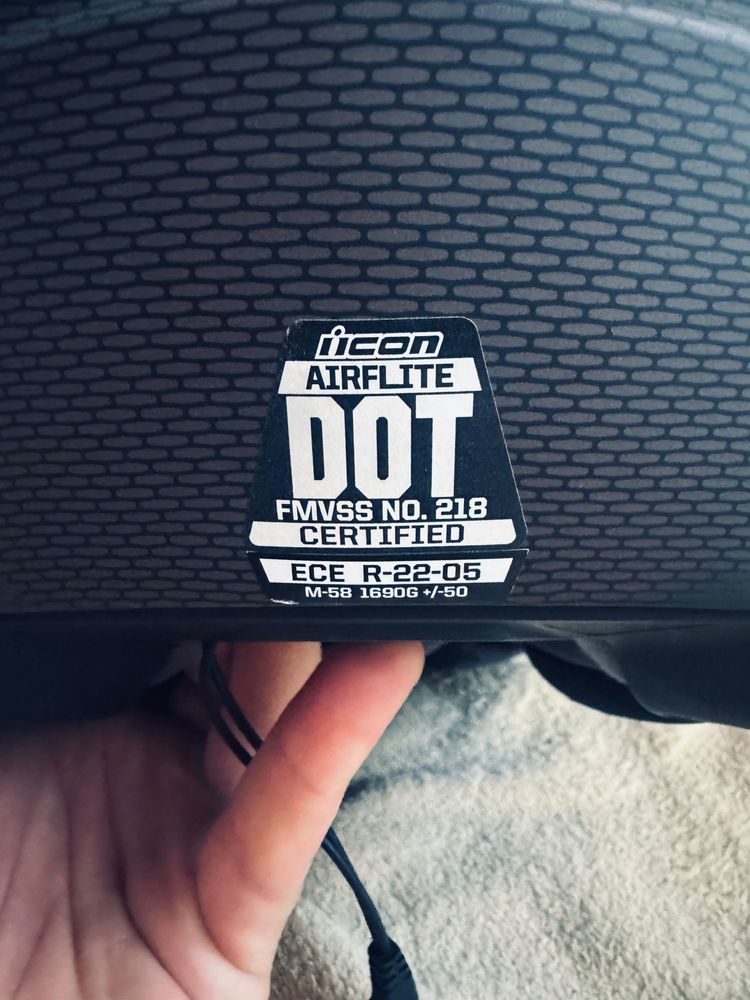 icon
AIRFLITE
DOT
FMVSS NO. 218
CERTIFIED
ECE R-22-05
M-58 1690G +/-50